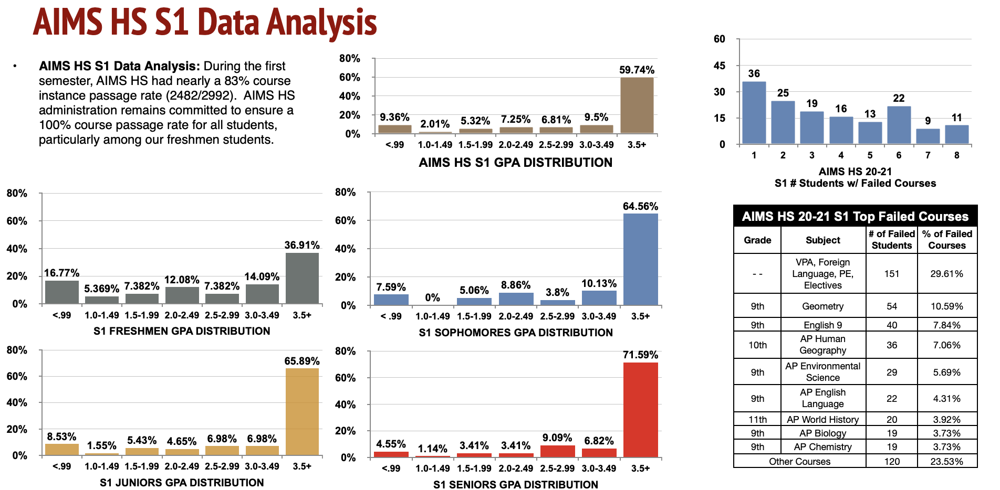 AIMS HS S1 Data Analysis
• AIMS HS S1 Data Analysis: During the first
semester, AIMS HS had nearly a 83% course
instance passage rate (2482/2992). AIMS HS
administration remains committed to ensure a
100% course passage rate for all students,
particularly among our freshmen students.
80%
60%
40%
20%
0%
9.36%
2.01%
5.32%
7.25%
6.81%
9.5%
59.74%
<.99 1.0-1.49 1.5-1.99 2.0-2.49 2.5-2.99 3.0-3.49 3.5+
AIMS HS S1 GPA DISTRIBUTION
60
45
30
15
0
36
25
19
16
13
22
9
11
1 2 3 4 5 6 7 8
AIMS HS 20-21
S1 # Students w/ Failed Courses
80%
60%
40%
20%
0%
16.77%
5.369%
7.382%
12.08%
7.382%
14.09%
36.91%
<.99 1.0-1.49 1.5-1.99 2.0-2.49 2.5-2.99 3.0-3.49 3.5+
S1 FRESHMEN GPA DISTRIBUTION
80%
60%
40%
20%
0%
7.59%
0%
5.06%
8.86%
3.8%
10.13%
64.56%
< .99 1.0-1.49 1.5-1.99 2.0-2.49 2.5-2.99 3.0-3.49 3.5+
S1 SOPHOMORES GPA DISTRIBUTION
80%
60%
40%
20%
0%
8.53%
1.55%
5.43%
4.65%
6.98%
6.98%
65.89%
<.99 1.0-1.49 1.5-1.99 2.0-2.49 2.5-2.99 3.0-3.49 3.5+
S1 JUNIORS GPA DISTRIBUTION
80%
60%
40%
20%
0%
4.55%
1.14%
3.41%
3.41%
9.09%
6.82%
71.59%
<.99 1.0-1.49 1.5-1.99 2.0-2.49 2.5-2.99 3.0-3.49 3.5+
S1 SENIORS GPA DISTRIBUTION
AIMS HS 20-21 S1 Top Failed Courses
Grade Subject # of Failed Students % of Failed Courses
- - VPA, Foreign Language, PE, Electives 151 29.61%
9th Geometry 54 10.59%
9th English 9 40 7.84%
10th AP Human Geography 36 7.06%
9th AP Environmental Science 29 5.69%
9th AP English Language 22 4.31%
11th AP World History 20 3.92%
9th AP Biology 19 3.73%
9th AP Chemistry 19 3.73%
Other Courses 120 23.53%